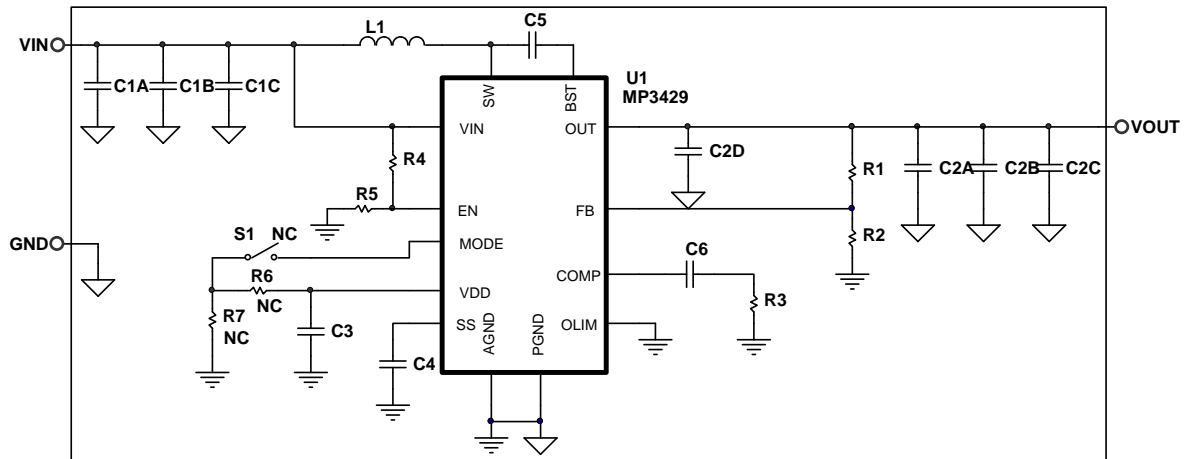 C5
L1
VIN
C1A
C1B
C1C
U1
MP3429
SW
BST
VIN
OUT
VOUT
R4
C2D
R1
C2A
C2B
C2C
R5
EN
FB
S1
NC
GND
MODE
R2
C6
R6
NC
VDD
COMP
R3
R7
NC
C3
SS
AGND
PGND
OLIM
C4